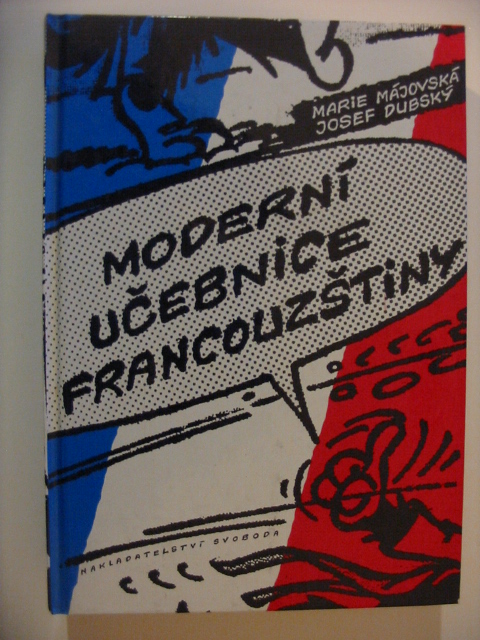 MARIE MÁJOVSKÁ
JOSEF DUBSKÝ
MODERNÍ
UČEBNICE
FRANCOUZŠTINY
NAKLADATELSTVÍ SVOBODA